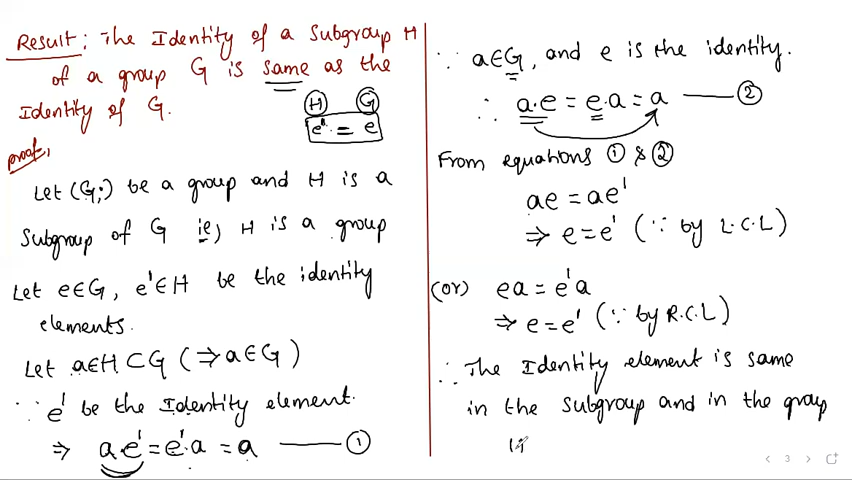 Result: The Identity of a Subgroup H
of a group G is same as the
Identity of G.
H G
e' = e
proof,
Let (G,·) be a group and H is a
Subgroup of G ie, H is a group
Let e∈G, e'∈H be the identity
elements.
Let a∈H⊂G (⇒a∈G)
∵ e' be the Identity element.
⇒ a·e' = e'·a = a —— ①
∵ a∈G, and e is the identity.
∴ a·e = e·a = a —— ②
From equations ① & ②
ae = ae'
⇒ e = e' (∵ by L.C.L)
(or) ea = e'a
⇒ e = e' (∵ by R.C.L)
∴ The Identity element is same
in the subgroup and in the group
3